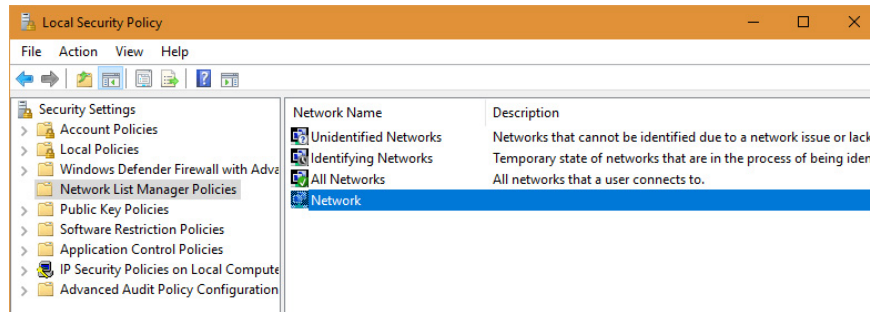 Local Security Policy
File Action View Help
Security Settings
Account Policies
Local Policies
Windows Defender Firewall with Adva
Network List Manager Policies
Public Key Policies
Software Restriction Policies
Application Control Policies
IP Security Policies on Local Compute
Advanced Audit Policy Configuration
Network Name Description
Unidentified Networks Networks that cannot be identified due to a network issue or lack
Identifying Networks Temporary state of networks that are in the process of being iden
All Networks All networks that a user connects to.
Network